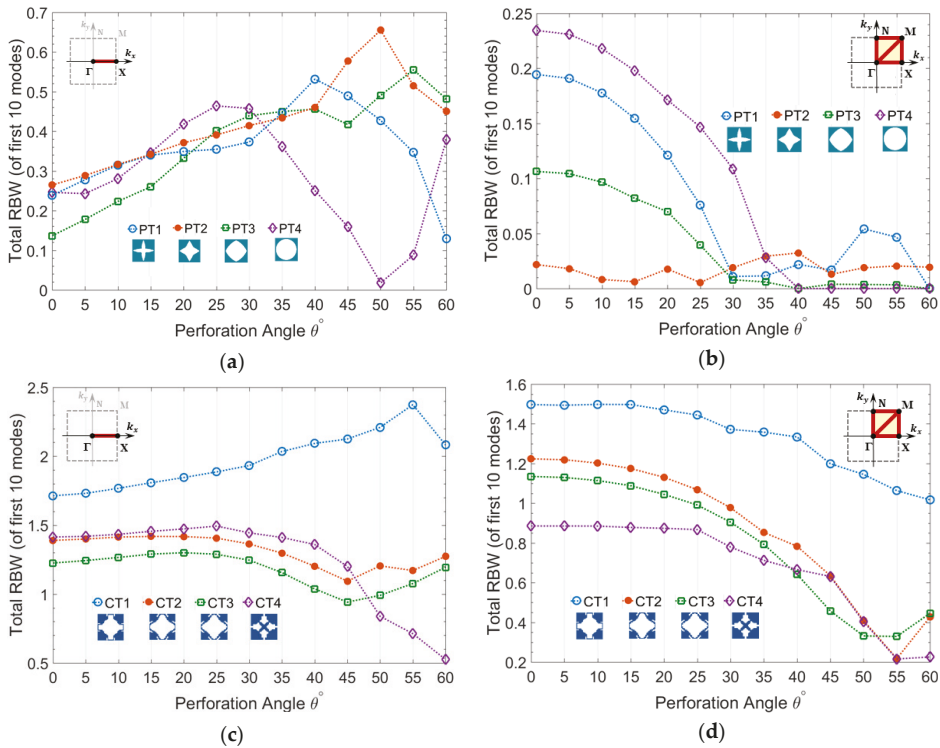 Total RBW (of first 10 modes)
0.7
0.6
0.5
0.4
0.3
0.2
0.1
0
k_y
N M
k_x
Γ X
PT1 PT2 PT3 PT4
0 5 10 15 20 25 30 35 40 45 50 55 60
Perforation Angle θ°
(a)
Total RBW (of first 10 modes)
0.25
0.2
0.15
0.1
0.05
0
k_y
N M
k_x
Γ X
PT1 PT2 PT3 PT4
0 5 10 15 20 25 30 35 40 45 50 55 60
Perforation Angle θ°
(b)
Total RBW (of first 10 modes)
2.5
2
1.5
1
0.5
k_y
N M
k_x
Γ X
CT1 CT2 CT3 CT4
0 5 10 15 20 25 30 35 40 45 50 55 60
Perforation Angle θ°
(c)
Total RBW (of first 10 modes)
1.6
1.4
1.2
1
0.8
0.6
0.4
0.2
k_y
N M
k_x
Γ X
CT1 CT2 CT3 CT4
0 5 10 15 20 25 30 35 40 45 50 55 60
Perforation Angle θ°
(d)